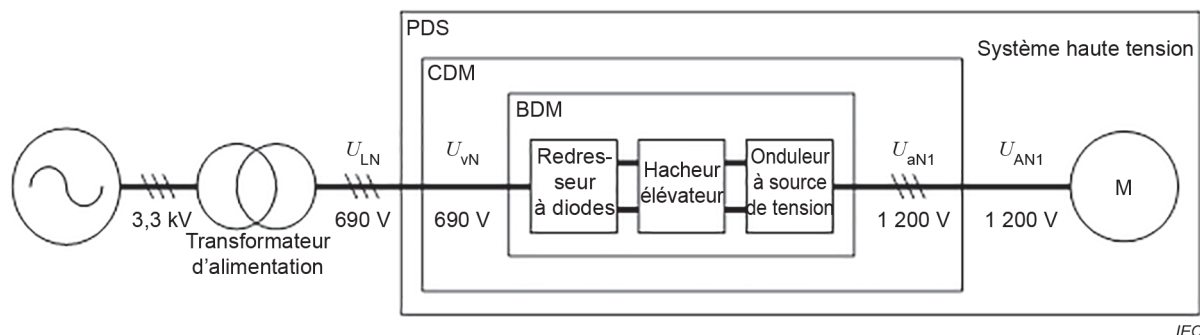 PDS
Système haute tension
CDM
BDM
U_LN
U_vN
Redres-
seur
à diodes
Hacheur
élévateur
Onduleur
à source
de tension
U_aN1
U_AN1
M
3,3 kV
690 V
690 V
1 200 V
1 200 V
Transformateur
d’alimentation
IEC